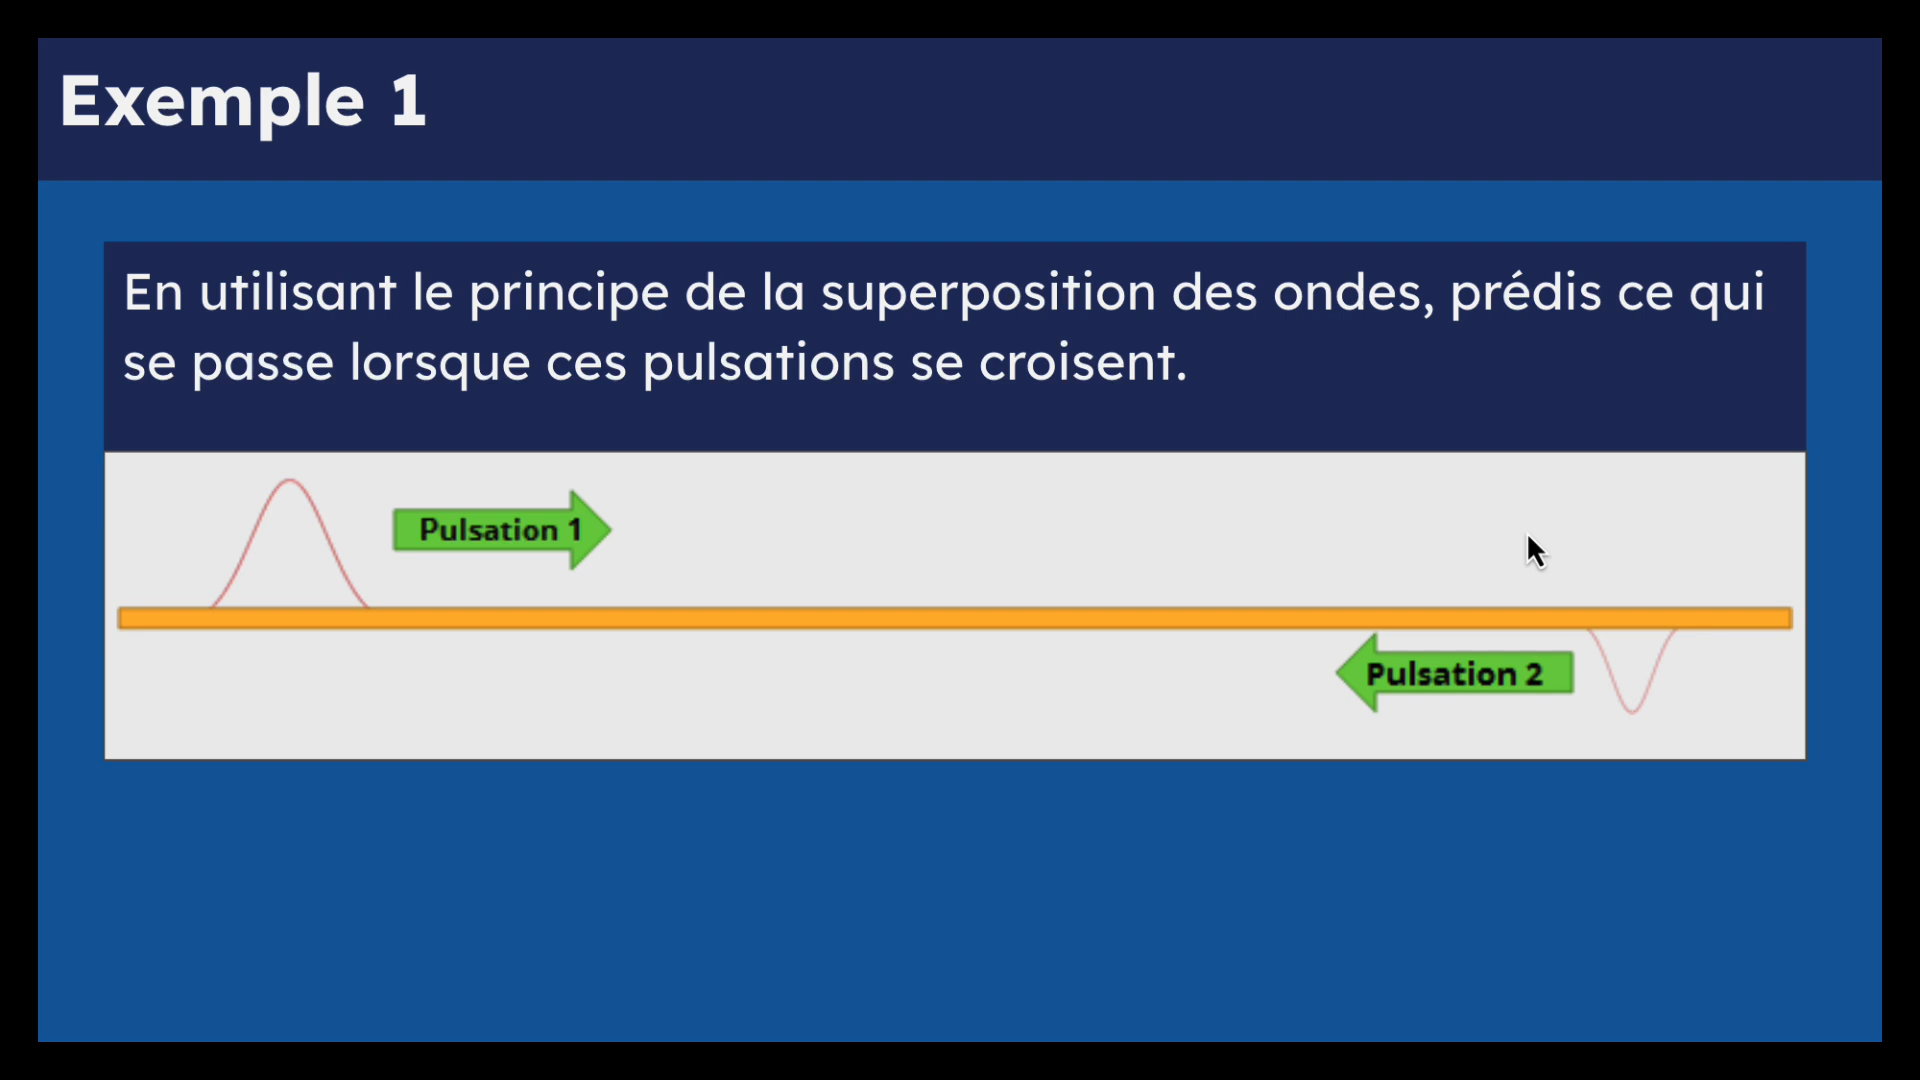 Exemple 1
En utilisant le principe de la superposition des ondes, prédis ce qui
se passe lorsque ces pulsations se croisent.
Pulsation 1
Pulsation 2